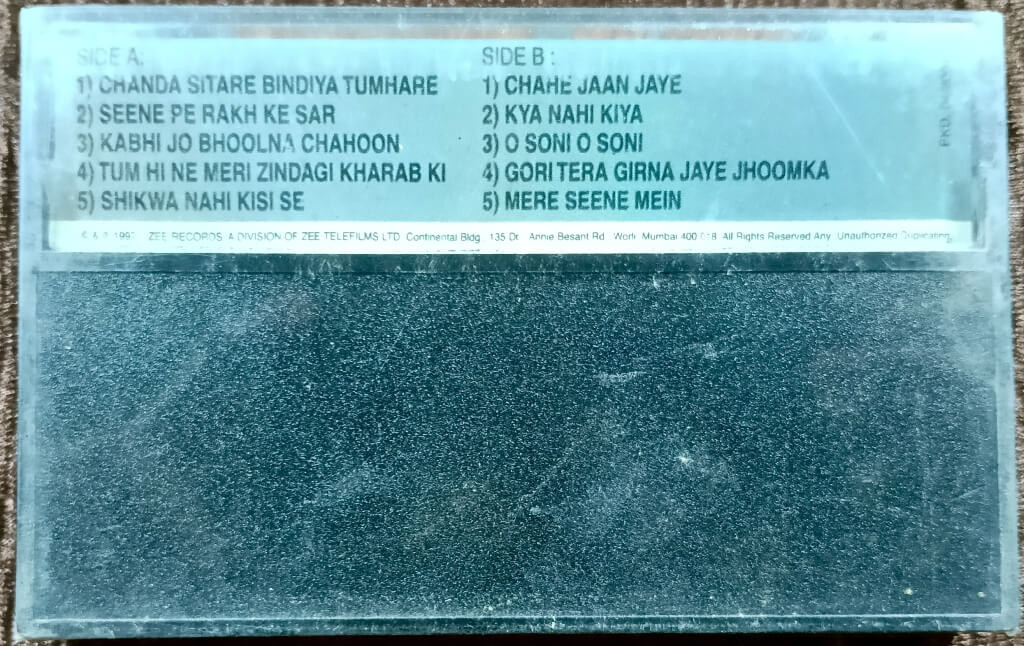 SIDE A:
1) CHANDA SITARE BINDIYA TUMHARE
2) SEENE PE RAKH KE SAR
3) KABHI JO BHOOLNA CHAHOON
4) TUM HI NE MERI ZINDAGI KHARAB KI
5) SHIKWA NAHI KISI SE
SIDE B :
1) CHAHE JAAN JAYE
2) KYA NAHI KIYA
3) O SONI O SONI
4) GORI TERA GIRNA JAYE JHOOMKA
5) MERE SEENE MEIN
ZEE RECORDS A DIVISION OF ZEE TELEFILMS LTD. Continental Bldg. 135 Dr. Annie Besant Rd. Worli Mumbai 400 018 All Rights Reserved Any Unauthorized Duplicating,
PKD.